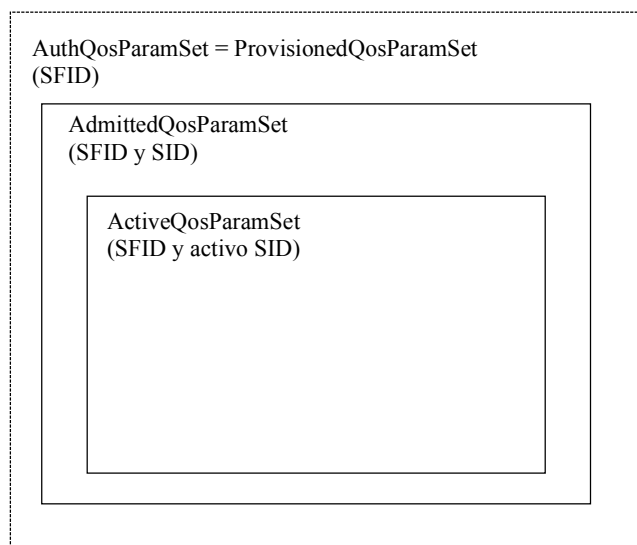 AuthQosParamSet = ProvisionedQosParamSet
(SFID)
AdmittedQosParamSet
(SFID y SID)
ActiveQosParamSet
(SFID y activo SID)